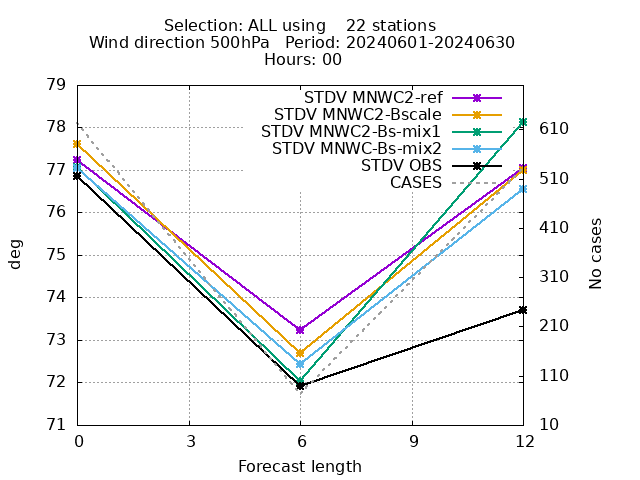 Selection: ALL using    22 stations
Wind direction 500hPa   Period: 20240601-20240630
Hours: 00
STDV MNWC2-ref
STDV MNWC2-Bscale
STDV MNWC2-Bs-mix1
STDV MNWC-Bs-mix2
STDV OBS
CASES
79
78
77
76
75
74
73
72
71
deg
610
510
410
310
210
110
10
No cases
0
3
6
9
12
Forecast length